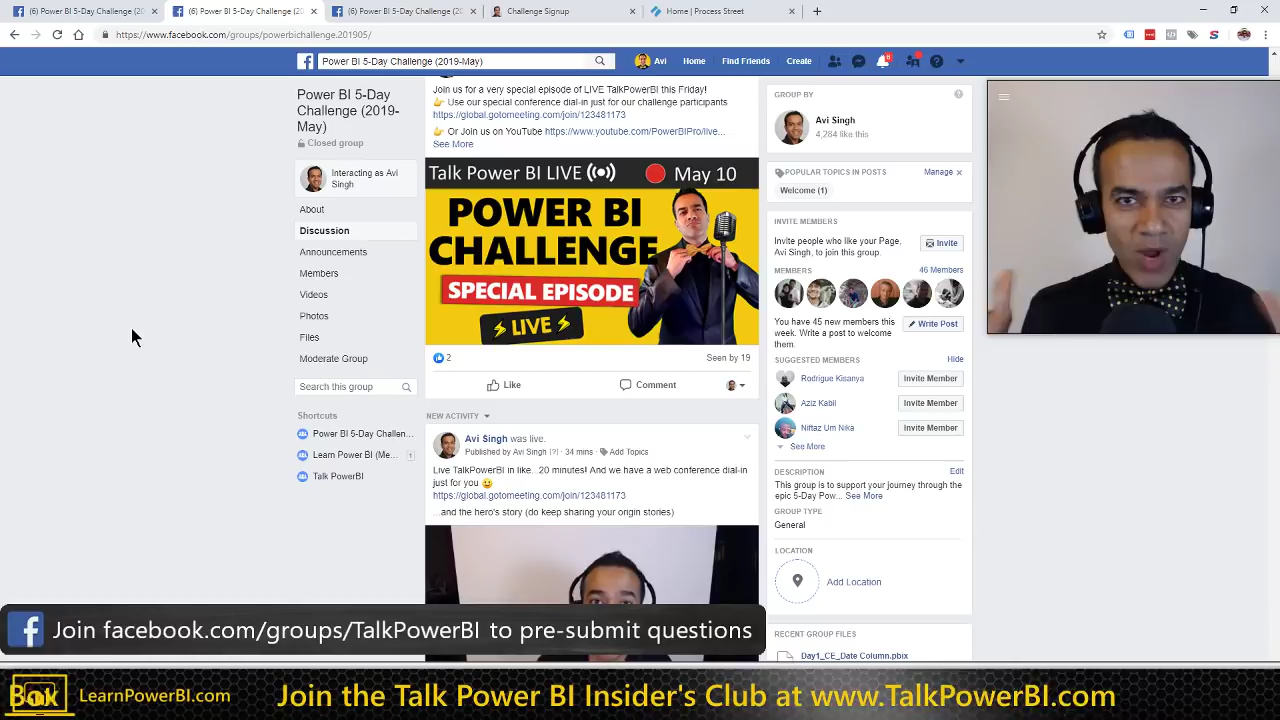 (6) Power BI 5-Day Challenge (20
(6) Power BI 5-Day Challenge (20
(6) Power BI 5-Day Challenge (20
Challenge Signup
Home | Process Street
https://www.facebook.com/groups/powerbichallenge.201905/
Power BI 5-Day Challenge (2019-May)
Avi
Home
Find Friends
Create
8
Power BI 5-Day
Challenge (2019-
May)
Closed group
Interacting as Avi
Singh
About
Discussion
Announcements
Members
Videos
Photos
Files
Moderate Group
Search this group
Shortcuts
Power BI 5-Day Challen...
Learn Power BI (Me... 1
Talk PowerBI
Join us for a very special episode of LIVE TalkPowerBI this Friday!
👉 Use our special conference dial-in just for our challenge participants
https://global.gotomeeting.com/join/123481173
👉 Or Join us on YouTube https://www.youtube.com/PowerBIPro/live...
See More
Talk Power BI LIVE May 10
POWER BI
CHALLENGE
SPECIAL EPISODE
⚡LIVE⚡
2
Seen by 19
Like
Comment
NEW ACTIVITY
Avi Singh was live.
Published by Avi Singh [?] · 34 mins · Add Topics
Live TalkPowerBI in like...20 minutes! And we have a web conference dial-in
just for you 🙂
https://global.gotomeeting.com/join/123481173
...and the hero's story (do keep sharing your origin stories)
GROUP BY
Avi Singh
4,284 like this
POPULAR TOPICS IN POSTS
Manage
Welcome (1)
INVITE MEMBERS
Invite people who like your Page,
Avi Singh, to join this group.
Invite
MEMBERS
46 Members
You have 45 new members this
week. Write a post to welcome
them.
Write Post
SUGGESTED MEMBERS
Hide
Rodrigue Kisanya
Invite Member
Aziz Kabil
Invite Member
Niftaz Um Nika
Invite Member
See More
DESCRIPTION
Edit
This group is to support your journey through the
epic 5-Day Pow... See More
GROUP TYPE
General
LOCATION
Add Location
RECENT GROUP FILES
Day1_CE_Date Column.pbix
Join facebook.com/groups/TalkPowerBI to pre-submit questions
LearnPowerBI.com
Join the Talk Power BI Insider's Club at www.TalkPowerBI.com